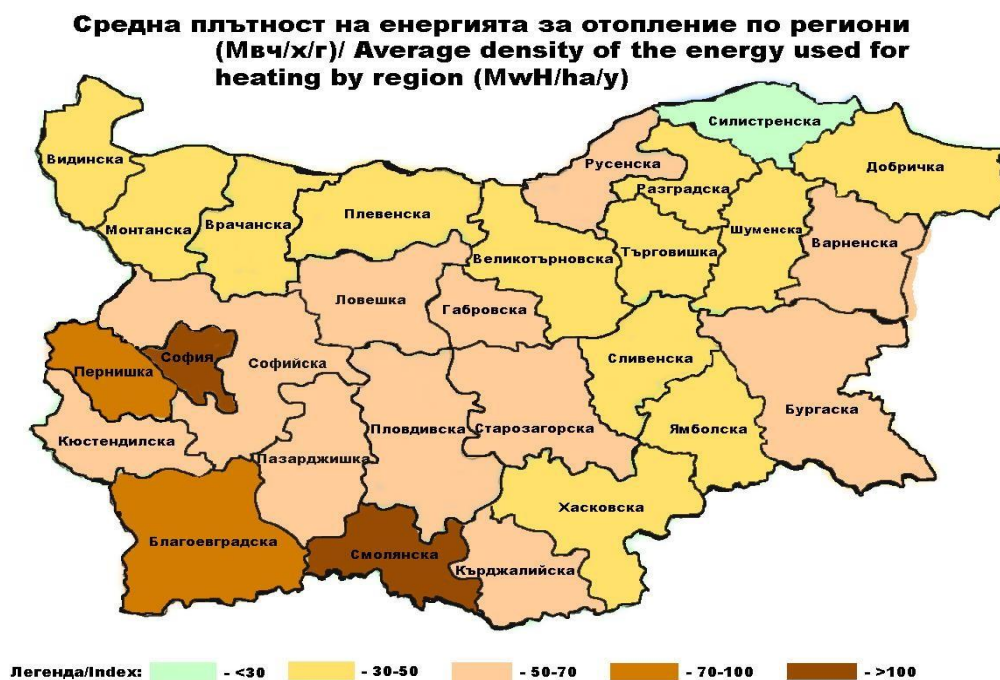 Средна плътност на енергията за отопление по региони
(Мвч/х/г)/ Average density of the energy used for
heating by region (MwH/ha/y)
Силистренска
Видинска
Русенска
Добричка
Разградска
Монтанска
Врачанска
Плевенска
Шуменска
Варненска
Великотърновска
Търговишка
Ловешка
Габровска
София
Софийска
Сливенска
Пернишка
Бургаска
Кюстендилска
Пловдивска
Старозагорска
Ямболска
Пазарджишка
Хасковска
Благоевградска
Смолянска
Кърджалийска
Легенда/Index: - <30 - 30-50 - 50-70 - 70-100 - >100